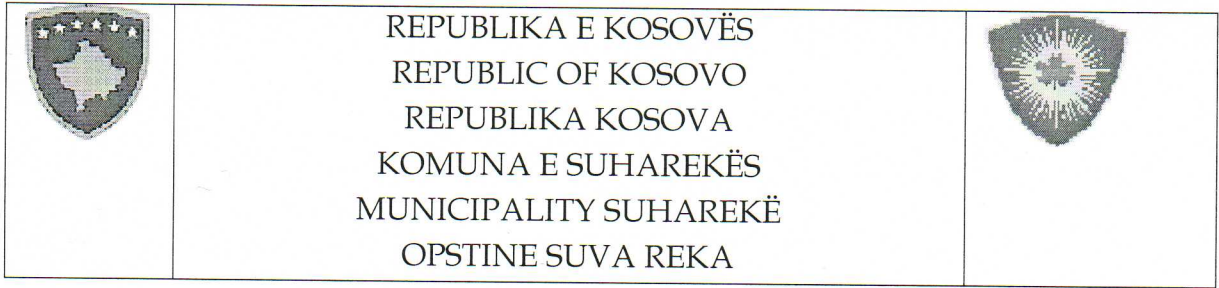 REPUBLIKA E KOSOVËS
REPUBLIC OF KOSOVO
REPUBLIKA KOSOVA
KOMUNA E SUHAREKËS
MUNICIPALITY SUHAREKË
OPSTINE SUVA REKA